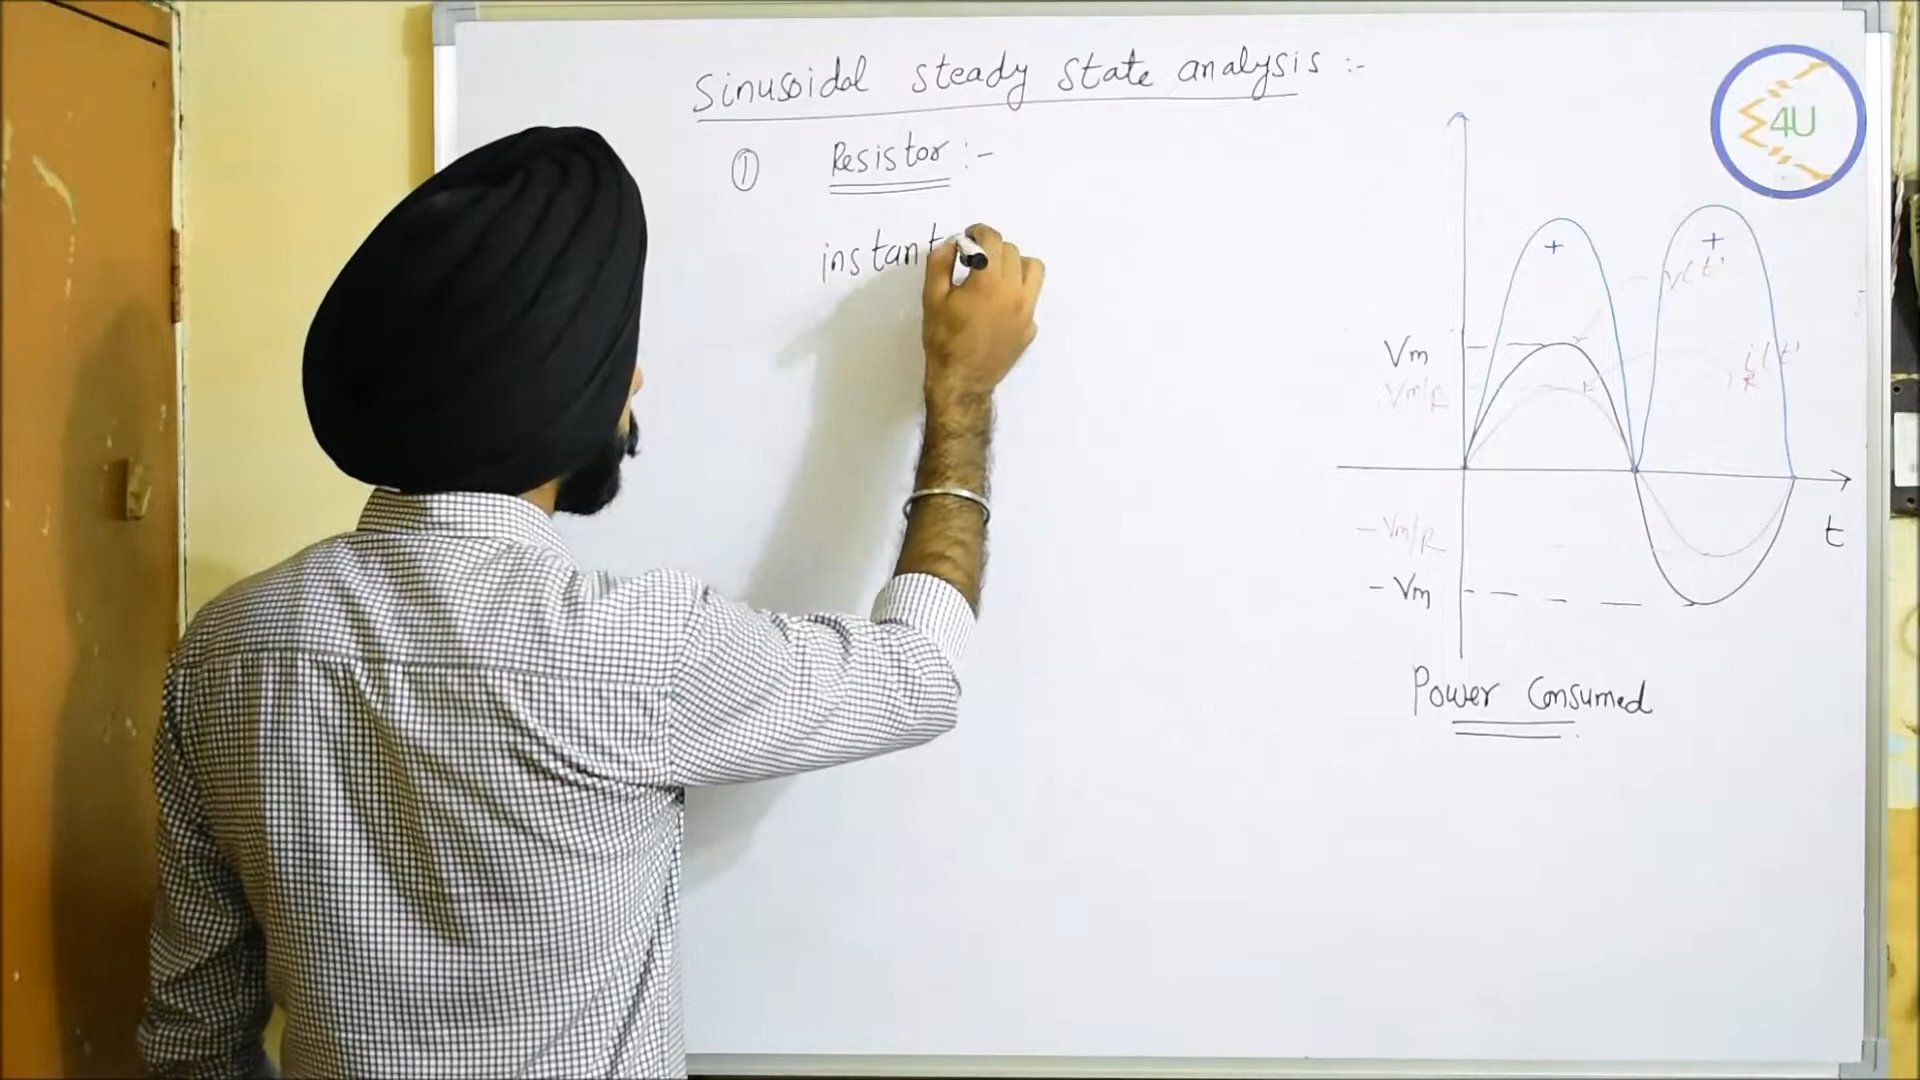 Sinusoidal steady state analysis :-
① Resistor :-
instant
4U
+ +
v(t)
Vm
i(t)
Vm/R
-Vm/R
t
-Vm
Power Consumed